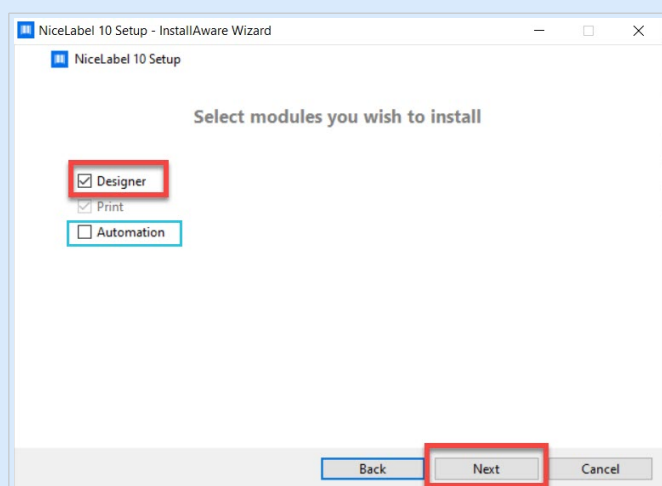 NiceLabel 10 Setup - InstallAware Wizard
NiceLabel 10 Setup
Select modules you wish to install
Designer
Print
Automation
Back Next Cancel